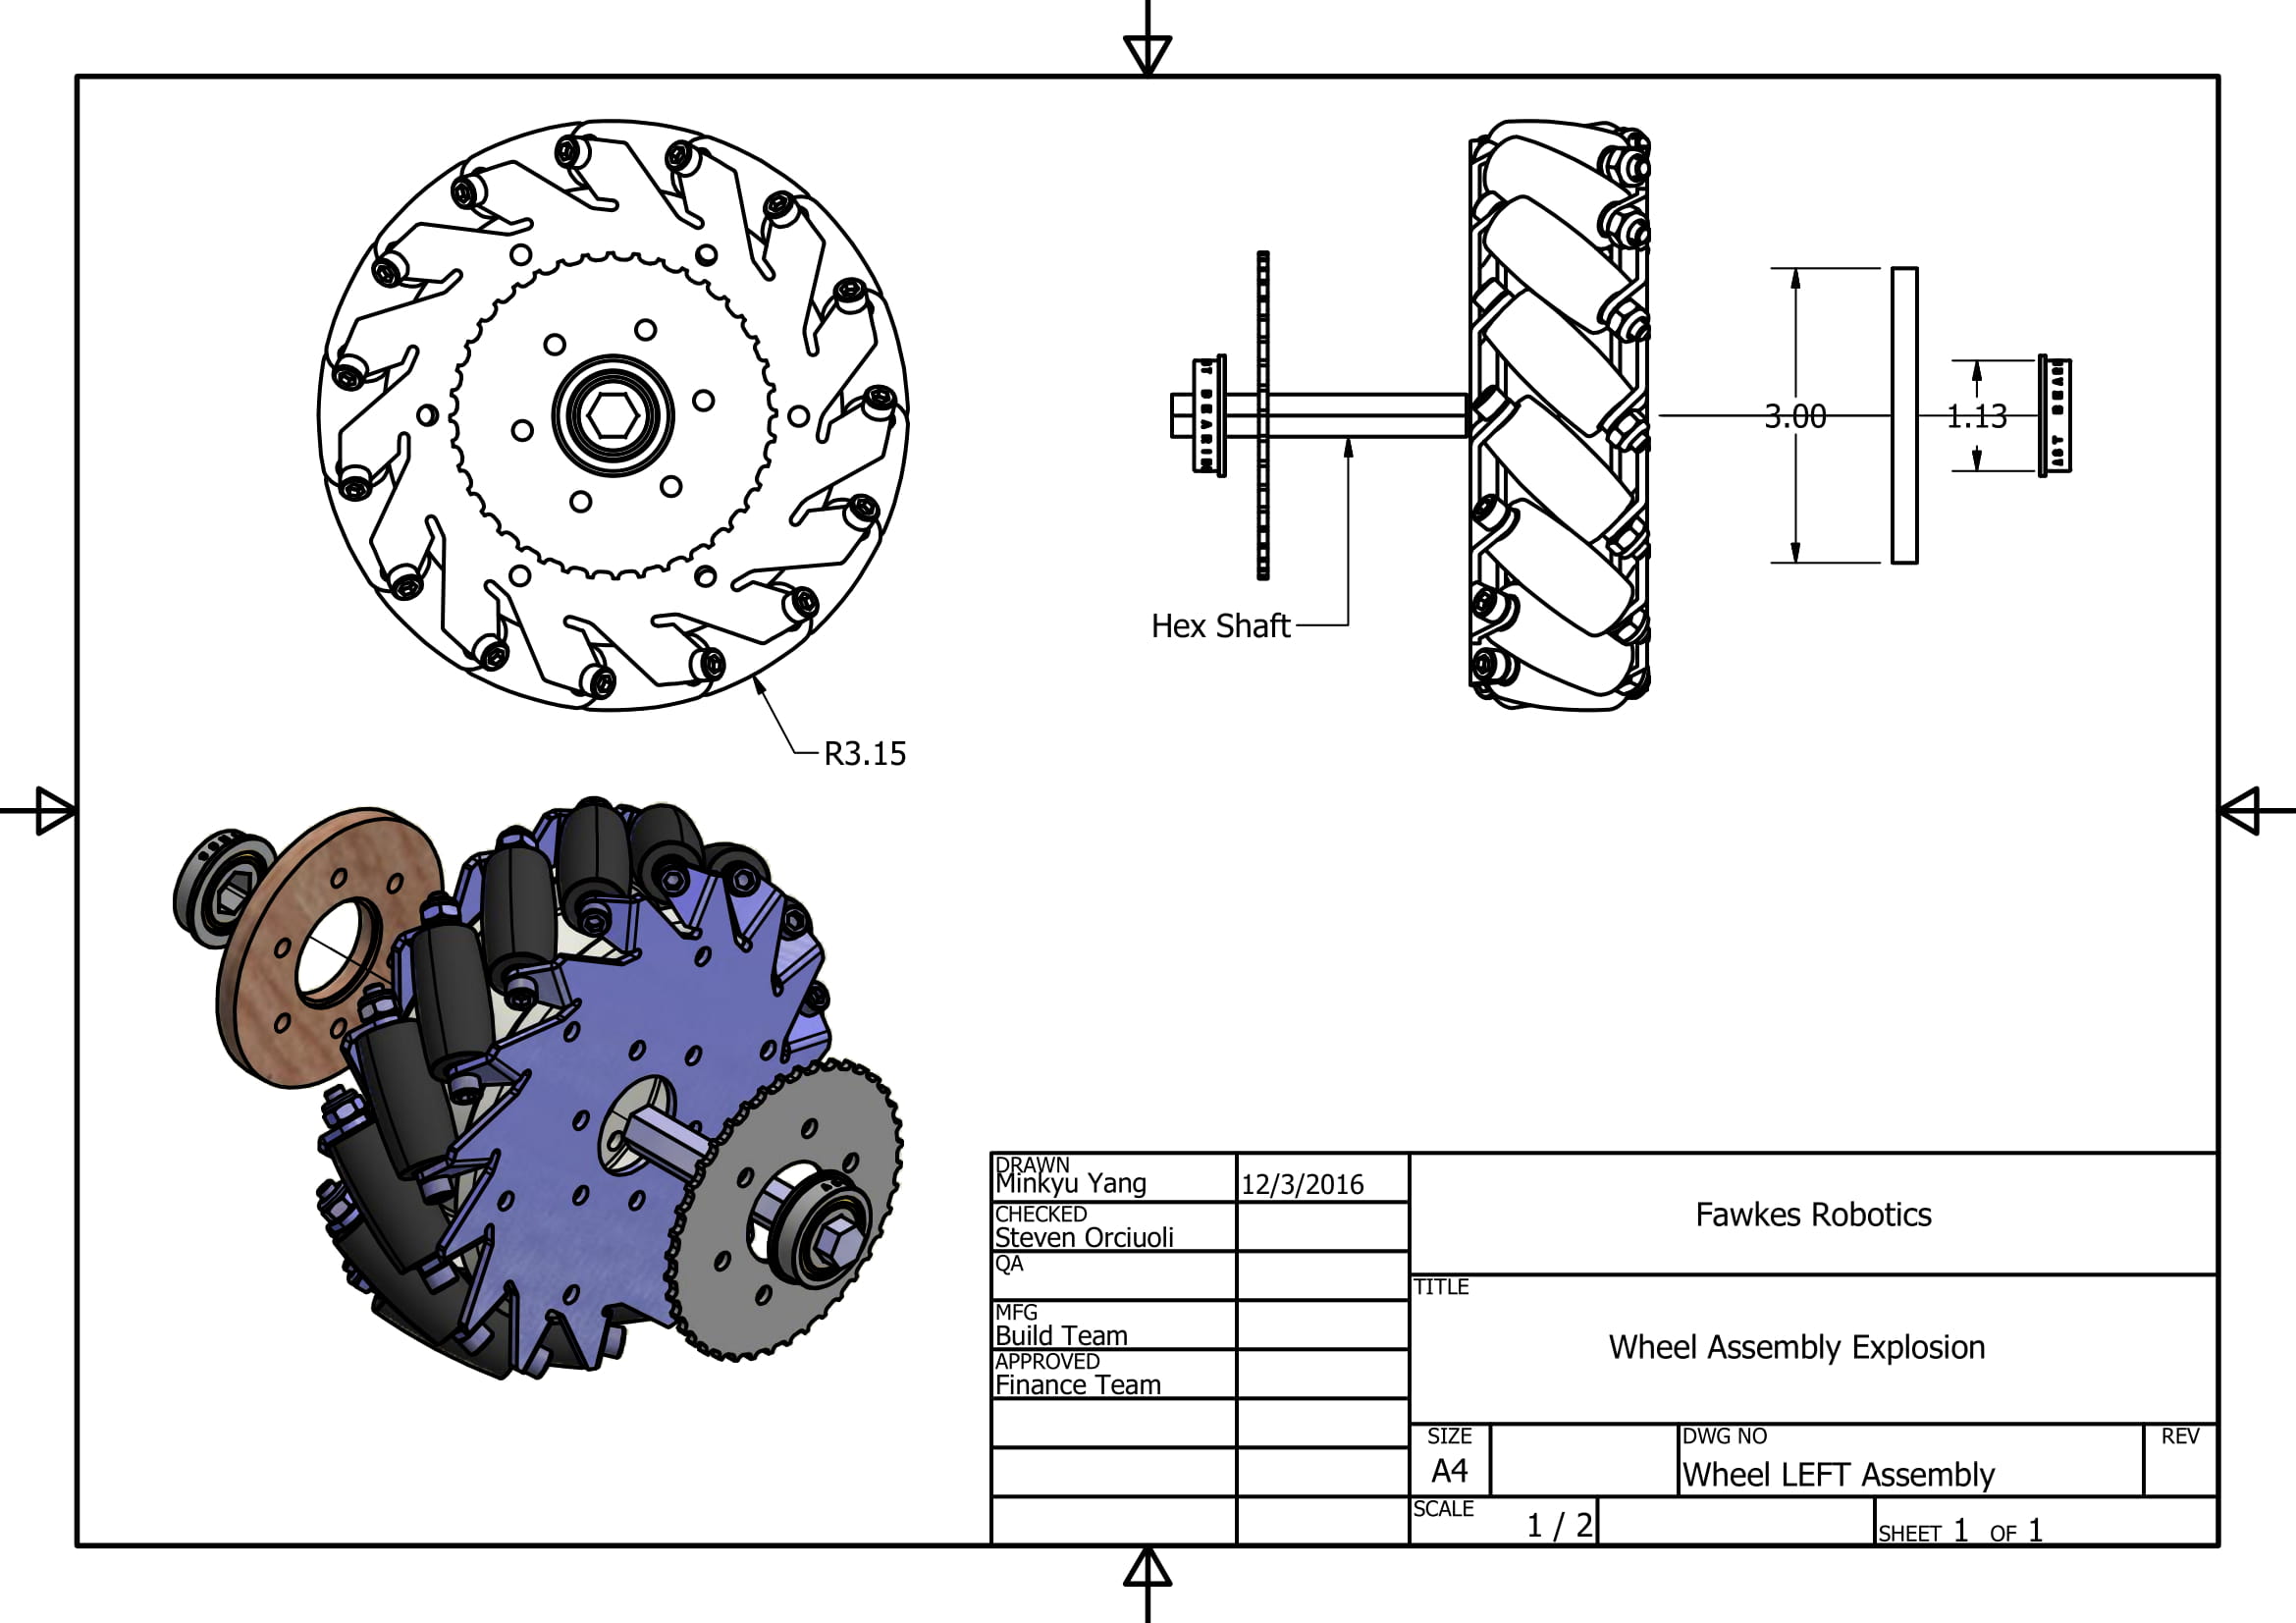 3.00
1.13
Hex Shaft
R3.15
DRAWN
Minkyu Yang
12/3/2016
CHECKED
Steven Orciuoli
QA
MFG
Build Team
APPROVED
Finance Team
Fawkes Robotics
TITLE
Wheel Assembly Explosion
SIZE
A4
DWG NO
Wheel LEFT Assembly
REV
SCALE
1 / 2
SHEET 1 OF 1